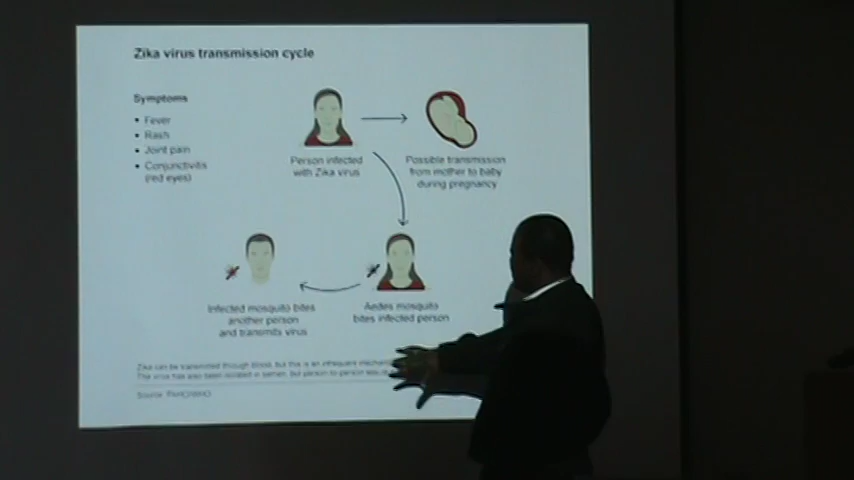 Zika virus transmission cycle
Symptoms
• Fever
• Rash
• Joint pain
• Conjunctivitis
(red eyes)
Person infected
with Zika virus
Possible transmission
from mother to baby
during pregnancy
Aedes mosquito
bites infected person
Infected mosquito bites
another person
and transmits virus
Zika can be transmitted through blood, but this is an infrequent mechanism
The virus has also been isolated in semen, but person-to-person
Source: